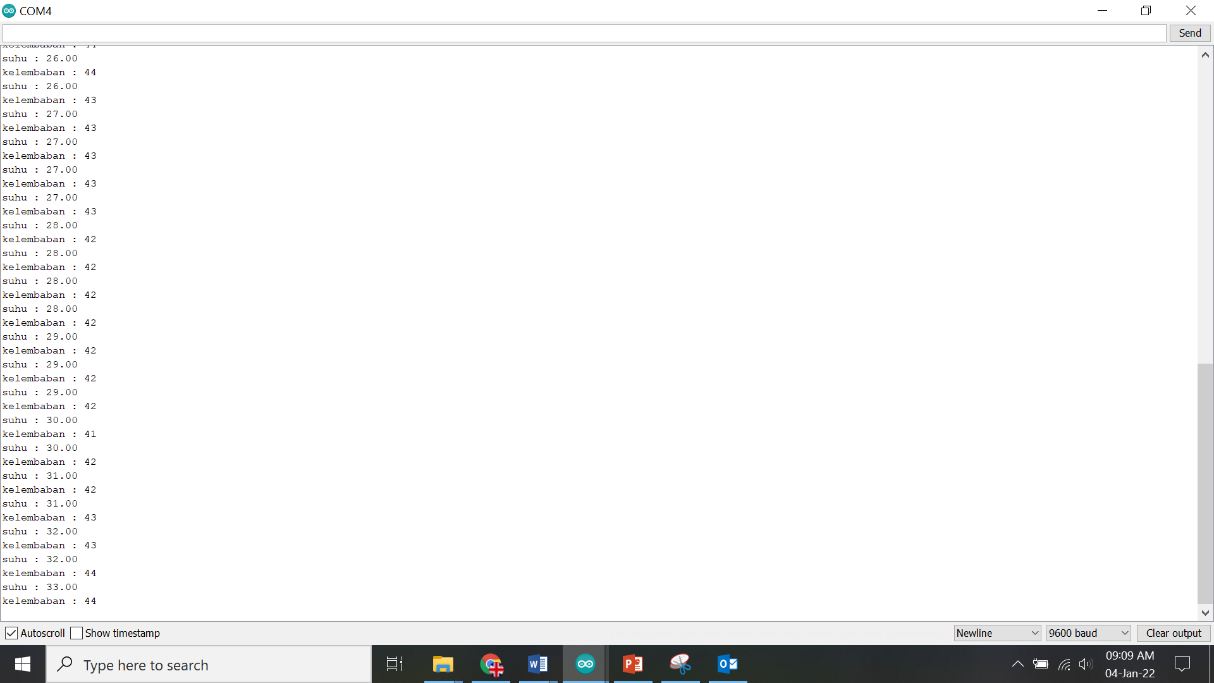 COM4
Send
suhu : 26.00
kelembaban : 44
suhu : 26.00
kelembaban : 43
suhu : 27.00
kelembaban : 43
suhu : 27.00
kelembaban : 43
suhu : 27.00
kelembaban : 43
suhu : 27.00
kelembaban : 43
suhu : 28.00
kelembaban : 42
suhu : 28.00
kelembaban : 42
suhu : 28.00
kelembaban : 42
suhu : 28.00
kelembaban : 42
suhu : 29.00
kelembaban : 42
suhu : 29.00
kelembaban : 42
suhu : 29.00
kelembaban : 42
suhu : 30.00
kelembaban : 41
suhu : 30.00
kelembaban : 42
suhu : 31.00
kelembaban : 42
suhu : 31.00
kelembaban : 43
suhu : 32.00
kelembaban : 43
suhu : 32.00
kelembaban : 44
suhu : 33.00
kelembaban : 44
Autoscroll Show timestamp Newline 9600 baud Clear output
Type here to search
09:09 AM
04-Jan-22